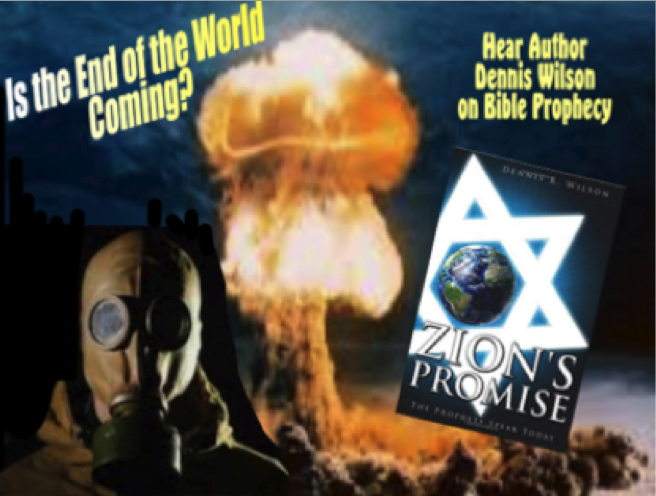 Is the End of the World
Coming?
Hear Author
Dennis Wilson
on Bible Prophecy
DENNIS R. WILSON
ZION'S
PROMISE
THE PROPHETS SPEAK TODAY